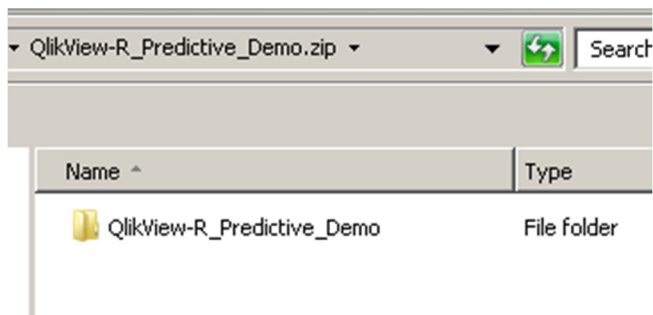 QlikView-R_Predictive_Demo.zip Search
Name Type
QlikView-R_Predictive_Demo File folder